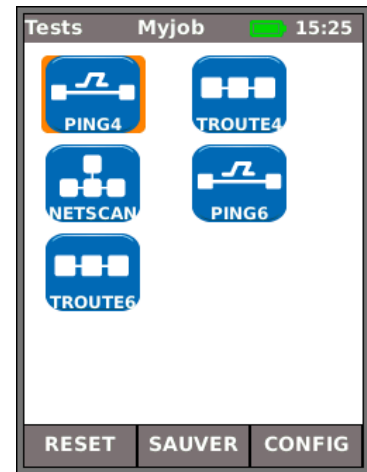 Tests Myjob 15:25
PING4 TROUTE4
NETSCAN PING6
TROUTE6
RESET SAUVER CONFIG